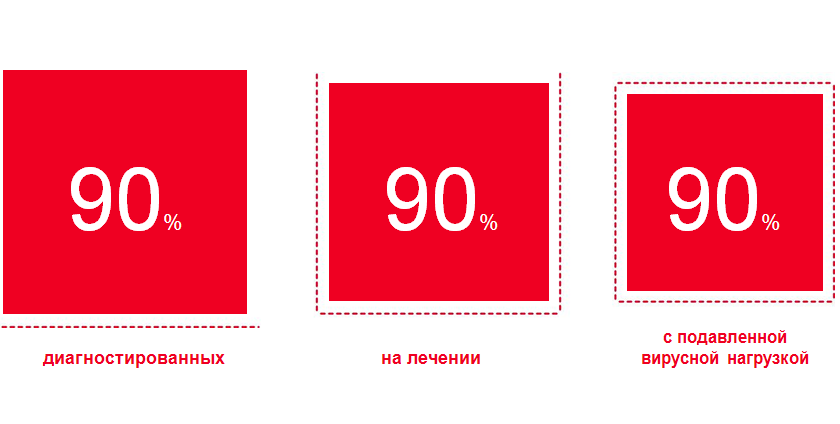 90%
90%
90%
диагностированных
на лечении
с подавленной
вирусной нагрузкой